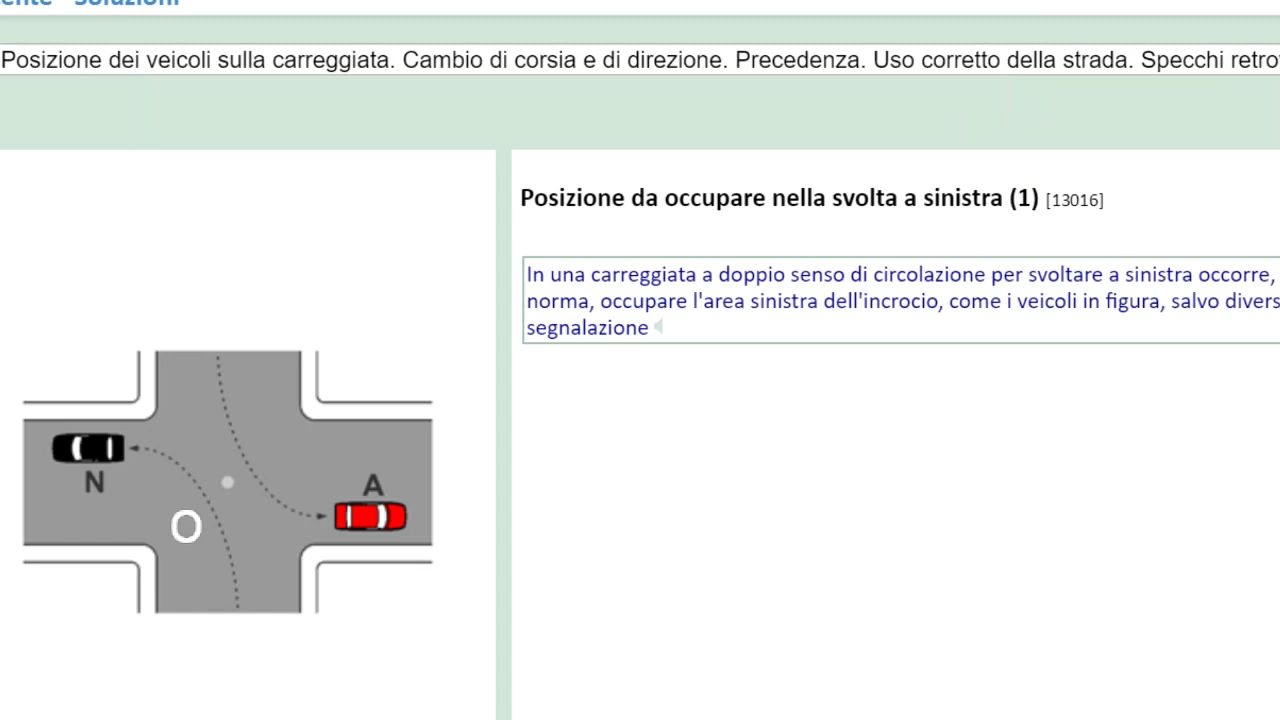 Soluzioni
Posizione dei veicoli sulla carreggiata. Cambio di corsia e di direzione. Precedenza. Uso corretto della strada. Specchi
Posizione da occupare nella svolta a sinistra (1) [13016]
In una carreggiata a doppio senso di circolazione per svoltare a sinistra occorre,
norma, occupare l'area sinistra dell'incrocio, come i veicoli in figura, salvo
segnalazione
N
A
O